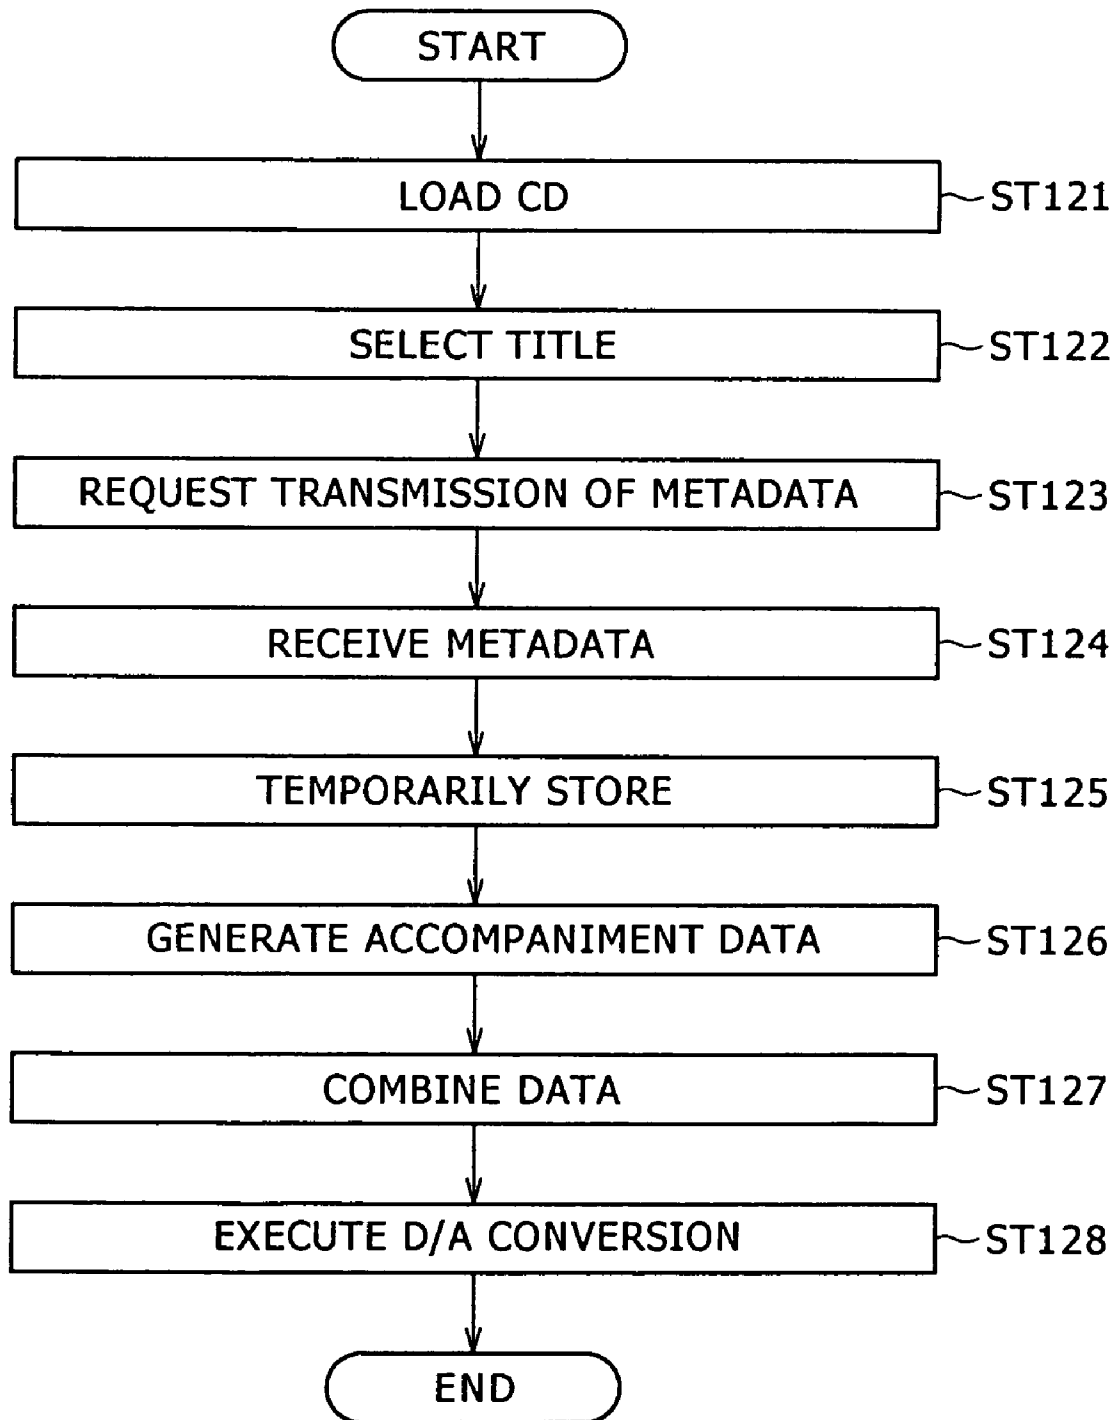 START
LOAD CD
ST121
SELECT TITLE
ST122
REQUEST TRANSMISSION OF METADATA
ST123
RECEIVE METADATA
ST124
TEMPORARILY STORE
ST125
GENERATE ACCOMPANIMENT DATA
ST126
COMBINE DATA
ST127
EXECUTE D/A CONVERSION
ST128
END